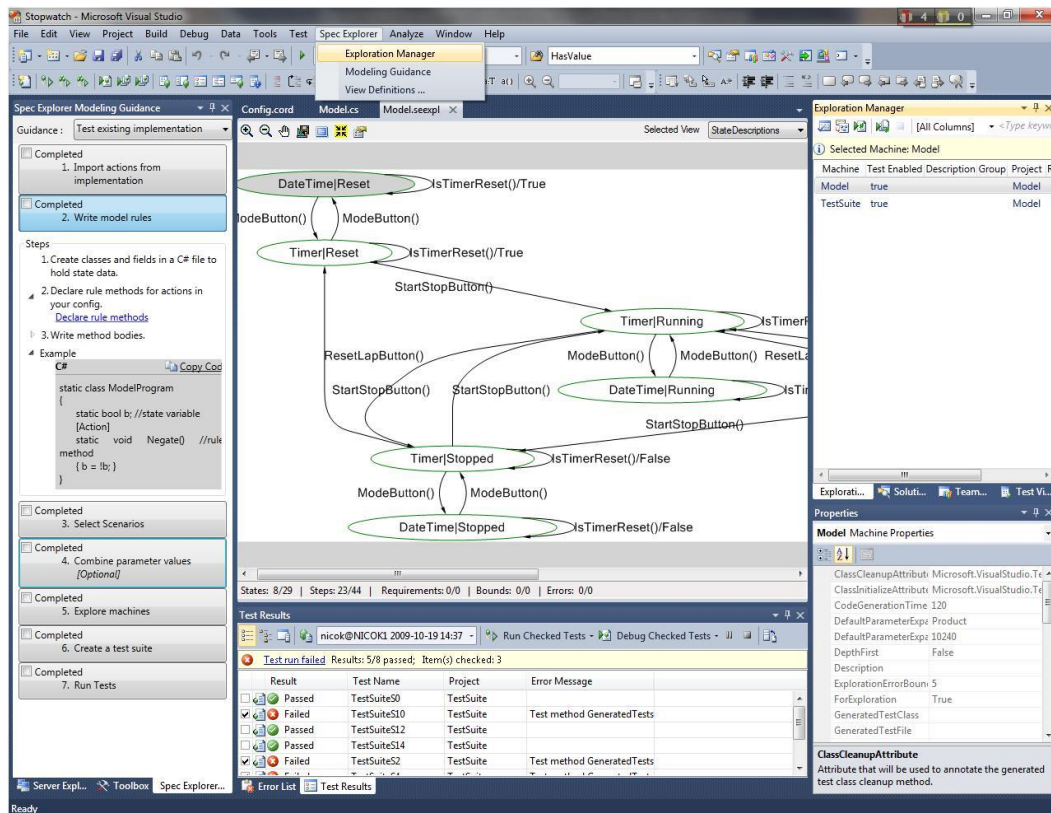 Stopwatch - Microsoft Visual Studio
4 0
File Edit View Project Build Debug Data Tools Test Spec Explorer Analyze Window Help
Exploration Manager
Modeling Guidance
View Definitions ...
HasValue
Spec Explorer Modeling Guidance
Guidance : Test existing implementation
Completed
1. Import actions from
implementation
Completed
2. Write model rules
Steps
1. Create classes and fields in a C# file to
hold state data.
2. Declare rule methods for actions in
your config.
Declare rule methods
3. Write method bodies.
Example
C# Copy Cod
static class ModelProgram
{
static bool b; //state variable
[Action]
static void Negate() //rule
method
{ b = !b; }
}
Completed
3. Select Scenarios
Completed
4. Combine parameter values
[Optional]
Completed
5. Explore machines
Completed
6. Create a test suite
Completed
7. Run Tests
Server Expl... Toolbox Spec Explorer...
Config.cord Model.cs Model.seexpl
Selected View StateDescriptions
DateTime|Reset IsTimerReset()/True
ModeButton() ModeButton()
Timer|Reset IsTimerReset()/True
StartStopButton()
Timer|Running IsTimerR
ResetLapButton() ModeButton() ModeButton() ResetLa
StartStopButton() StartStopButton() DateTime|Running IsTir
StartStopButton()
Timer|Stopped IsTimerReset()/False
ModeButton() ModeButton()
DateTime|Stopped IsTimerReset()/False
States: 8/29 | Steps: 23/44 | Requirements: 0/0 | Bounds: 0/0 | Errors: 0/0
Test Results
nicok@NICOK1 2009-10-19 14:37 Run Checked Tests Debug Checked Tests
Test run failed Results: 5/8 passed; Item(s) checked: 3
Result Test Name Project Error Message
Passed TestSuiteS0 TestSuite
Failed TestSuiteS10 TestSuite Test method GeneratedTests
Passed TestSuiteS12 TestSuite
Passed TestSuiteS14 TestSuite
Failed TestSuiteS2 TestSuite Test method GeneratedTests
Error List Test Results
Exploration Manager
[All Columns] <Type keyw
Selected Machine: Model
Machine Test Enabled Description Group Project R
Model true Model
TestSuite true Model
Explorati... Soluti... Team... Test Vi...
Properties
Model Machine Properties
ClassCleanupAttribut Microsoft.VisualStudio.Te
ClassInitializeAttribut Microsoft.VisualStudio.Te
CodeGenerationTime 120
DefaultParameterExpa Product
DefaultParameterExpa 10240
DepthFirst False
Description
ExplorationErrorBoun 5
ForExploration True
GeneratedTestClass
GeneratedTestFile
ClassCleanupAttribute
Attribute that will be used to annotate the generated
test class cleanup method.
Ready